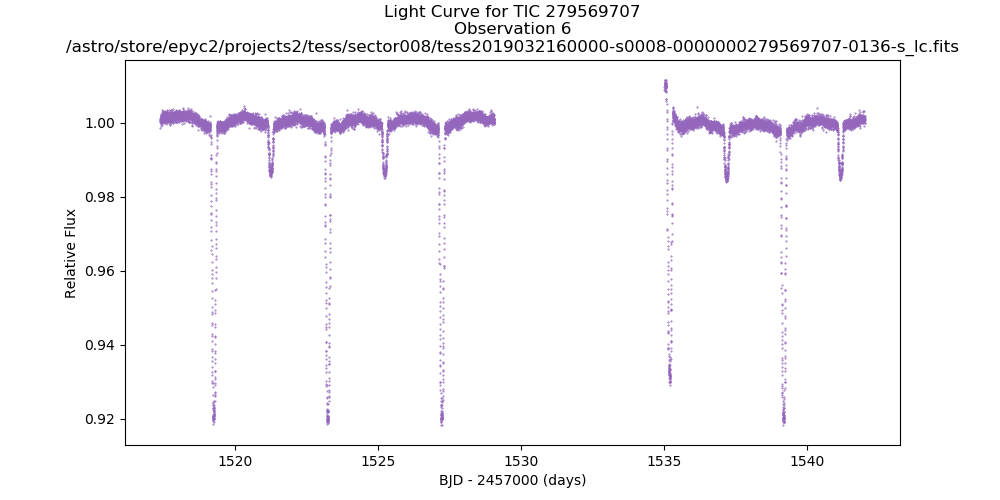 Light Curve for TIC 279569707
Observation 6
/astro/store/epyc2/projects2/tess/sector008/tess2019032160000-s0008-0000000279569707-0136-s_lc.fits
1.00
0.98
0.96
0.94
0.92
Relative Flux
1520
1525
1530
1535
1540
BJD - 2457000 (days)